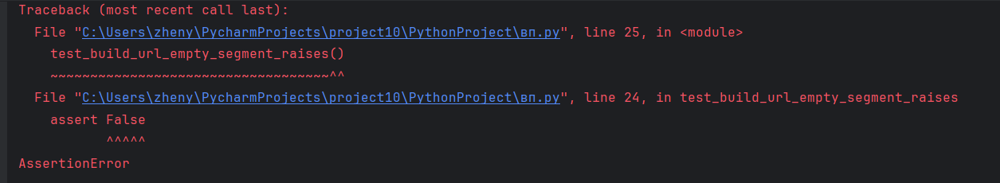 Traceback (most recent call last):
  File "C:\Users\zheny\PycharmProjects\project10\PythonProject\вп.py", line 25, in <module>
    test_build_url_empty_segment_raises()
    ~~~~~~~~~~~~~~~~~~~~~~~~~~~~~~~~~~~^^
  File "C:\Users\zheny\PycharmProjects\project10\PythonProject\вп.py", line 24, in test_build_url_empty_segment_raises
    assert False
           ^^^^^
AssertionError